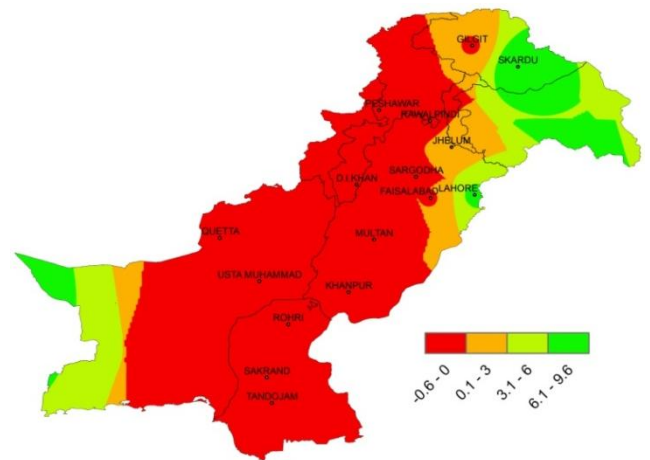 GILGIT
SKARDU
PESHAWAR
RAWALPINDI
JHELUM
SARGODHA
D.I.KHAN
FAISALABAD
LAHORE
QUETTA
MULTAN
USTA MUHAMMAD
KHANPUR
ROHRI
SAKRAND
TANDOJAM
-0.6 - 0
0.1 - 3
3.1 - 6
6.1 - 9.6